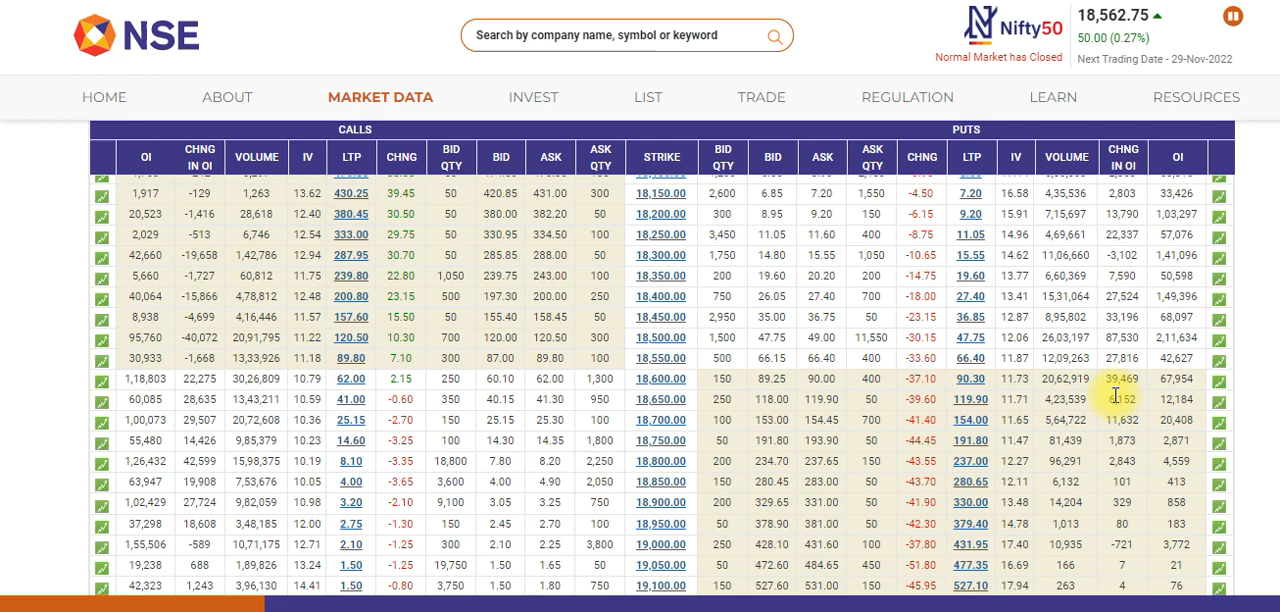 NSE
Search by company name, symbol or keyword
Nifty50
18,562.75
50.00 (0.27%)
Normal Market has Closed
Next Trading Date - 29-Nov-2022
HOME ABOUT MARKET DATA INVEST LIST TRADE REGULATION LEARN RESOURCES
CALLS PUTS
OI CHNG IN OI VOLUME IV LTP CHNG BID QTY BID ASK ASK QTY STRIKE BID QTY BID ASK ASK QTY CHNG LTP IV VOLUME CHNG IN OI OI
1,917 -129 1,263 13.62 430.25 39.45 50 420.85 431.00 300 18,150.00 2,600 6.85 7.20 1,550 -4.50 7.20 16.58 4,35,536 2,803 33,426
20,523 -1,416 28,618 12.40 380.45 30.50 50 380.00 382.20 50 18,200.00 300 8.95 9.20 150 -6.15 9.20 15.91 7,15,697 13,790 1,03,297
2,029 -513 6,746 12.54 333.00 29.75 50 330.95 334.50 100 18,250.00 3,450 11.05 11.60 400 -8.75 11.05 14.96 4,69,661 22,337 57,076
42,660 -19,658 1,42,786 12.94 287.95 30.70 50 285.85 288.00 50 18,300.00 1,750 14.80 15.55 1,050 -10.65 15.55 14.62 11,06,660 -3,102 1,41,096
5,660 -1,727 60,812 11.75 239.80 22.80 1,050 239.75 243.00 100 18,350.00 200 19.60 20.20 200 -14.75 19.60 13.77 6,60,369 7,590 50,598
40,064 -15,866 4,78,812 12.48 200.80 23.15 500 197.30 200.00 250 18,400.00 750 26.05 27.40 700 -18.00 27.40 13.41 15,31,064 27,524 1,49,396
8,938 -4,699 4,16,446 11.57 157.60 15.50 50 155.40 158.45 50 18,450.00 2,950 35.00 36.75 50 -23.15 36.85 12.87 8,95,802 33,196 68,097
95,760 -40,072 20,91,795 11.22 120.50 10.30 700 120.00 120.50 300 18,500.00 1,500 47.75 49.00 11,550 -30.15 47.75 12.06 26,03,197 87,530 2,11,634
30,933 -1,668 13,33,926 11.18 89.80 7.10 300 87.00 89.80 100 18,550.00 500 66.15 66.40 400 -33.60 66.40 11.87 12,09,263 27,816 42,627
1,18,803 22,275 30,26,809 10.79 62.00 2.15 250 60.10 62.00 1,300 18,600.00 150 89.25 90.00 400 -37.10 90.30 11.73 20,62,919 39,469 67,954
60,085 28,635 13,43,211 10.59 41.00 -0.60 350 40.15 41.30 950 18,650.00 250 118.00 119.90 50 -39.60 119.90 11.71 4,23,539 6,152 12,184
1,00,073 29,507 20,72,608 10.36 25.15 -2.70 100 25.15 25.30 100 18,700.00 100 153.00 154.45 700 -41.40 154.00 11.65 5,64,722 11,632 20,408
55,480 14,426 9,85,379 10.23 14.60 -3.25 100 14.30 14.35 1,800 18,750.00 50 191.80 193.90 50 -44.45 191.80 11.47 81,439 1,873 2,871
1,26,432 42,599 15,98,375 10.19 8.10 -3.35 18,800 7.80 8.20 2,250 18,800.00 200 234.70 237.65 150 -43.55 237.00 12.27 96,291 2,843 4,559
63,947 19,908 7,53,676 10.05 4.00 -3.65 3,600 4.00 4.90 2,050 18,850.00 150 280.45 283.00 50 -43.70 280.65 12.11 6,132 101 413
1,02,429 27,724 9,82,059 10.98 3.20 -2.10 9,100 3.05 3.25 750 18,900.00 200 329.65 331.00 50 -41.90 330.00 13.48 14,204 329 858
37,298 18,608 3,48,185 12.00 2.75 -1.30 150 2.45 2.70 100 18,950.00 50 378.90 381.00 50 -42.30 379.40 14.78 1,013 80 183
1,55,506 -589 10,71,175 12.71 2.10 -1.25 300 2.10 2.25 3,800 19,000.00 250 428.10 431.60 100 -37.80 431.95 17.40 10,935 -721 3,772
19,238 688 1,89,826 13.24 1.50 -1.25 19,750 1.50 1.65 50 19,050.00 50 472.60 484.65 450 -51.80 477.35 16.69 166 7 21
42,323 1,243 3,96,130 14.41 1.50 -0.80 3,750 1.50 1.80 750 19,100.00 150 527.60 531.00 150 -45.95 527.10 17.94 263 4 76